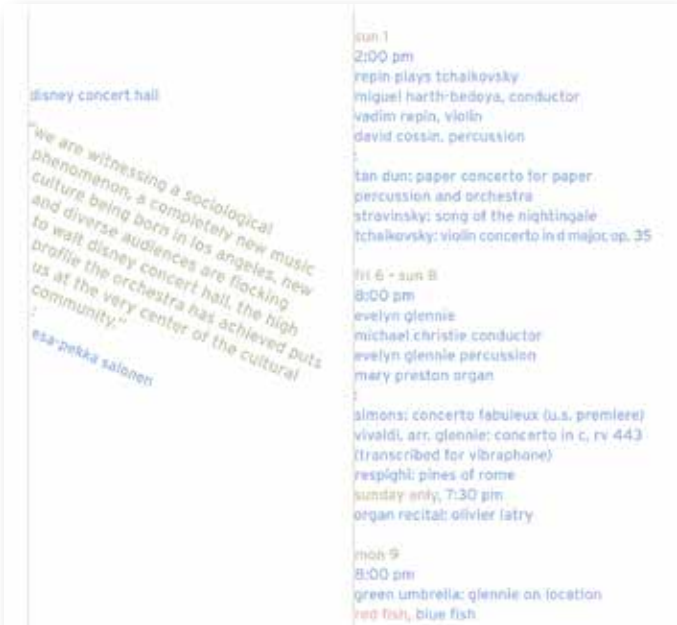 disney concert hall
"we are witnessing a sociological
phenomenon, a completely new music
culture being born in los angeles. new
and diverse audiences are flocking
to walt disney concert hall, the high
profile the orchestra has achieved puts
us at the very center of the cultural
community."
:
esa-pekka salonen
sun 1
2:00 pm
repin plays tchaikovsky
miguel harth-bedoya, conductor
vadim repin, violin
david cossin, percussion
:
tan dun: paper concerto for paper
percussion and orchestra
stravinsky: song of the nightingale
tchaikovsky: violin concerto in d major, op. 35
fri 6 - sun 8
8:00 pm
evelyn glennie
michael christie conductor
evelyn glennie percussion
mary preston organ
:
simons: concerto fabuleux (u.s. premiere)
vivaldi, arr. glennie: concerto in c, rv 443
(transcribed for vibraphone)
respighi: pines of rome
sunday only, 7:30 pm
organ recital: olivier latry
mon 9
8:00 pm
green umbrella: glennie on location
red fish, blue fish